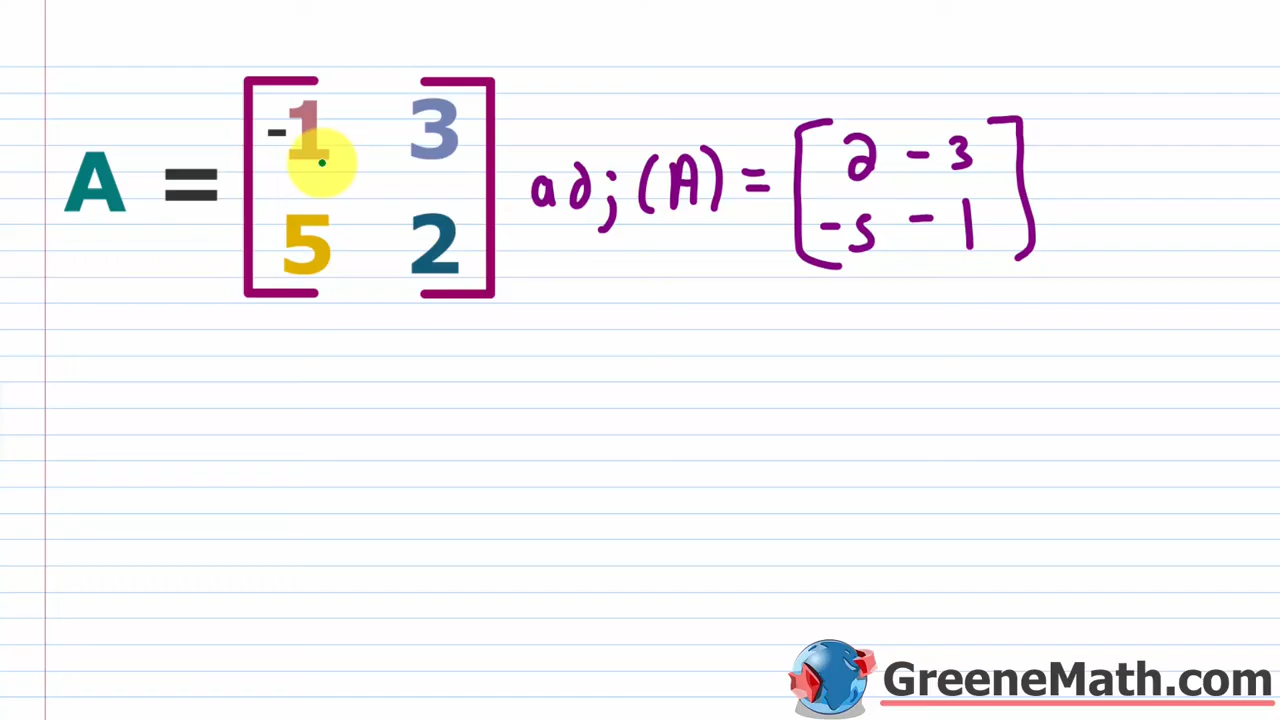 A = [-1 3
5 2]
adj(A) = [2 -3
-5 -1]
GreeneMath.com